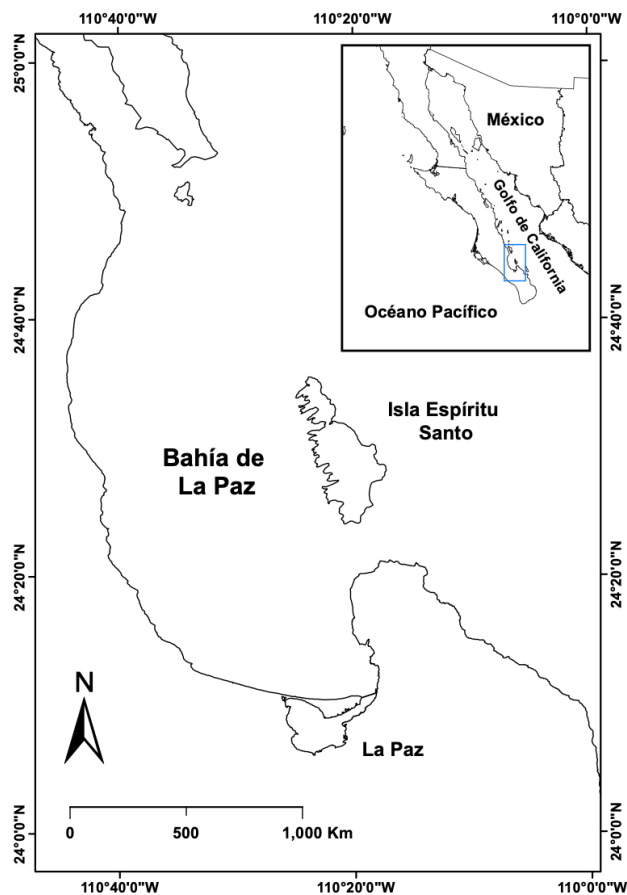 110°40'0"W
110°20'0"W
110°0'0"W
25°0'0"N
25°0'0"N
México
Golfo de California
Océano Pacífico
24°40'0"N
24°40'0"N
Isla Espíritu
Santo
Bahía de
La Paz
24°20'0"N
24°20'0"N
N
La Paz
0
500
1,000 Km
24°0'0"N
24°0'0"N
110°40'0"W
110°20'0"W
110°0'0"W